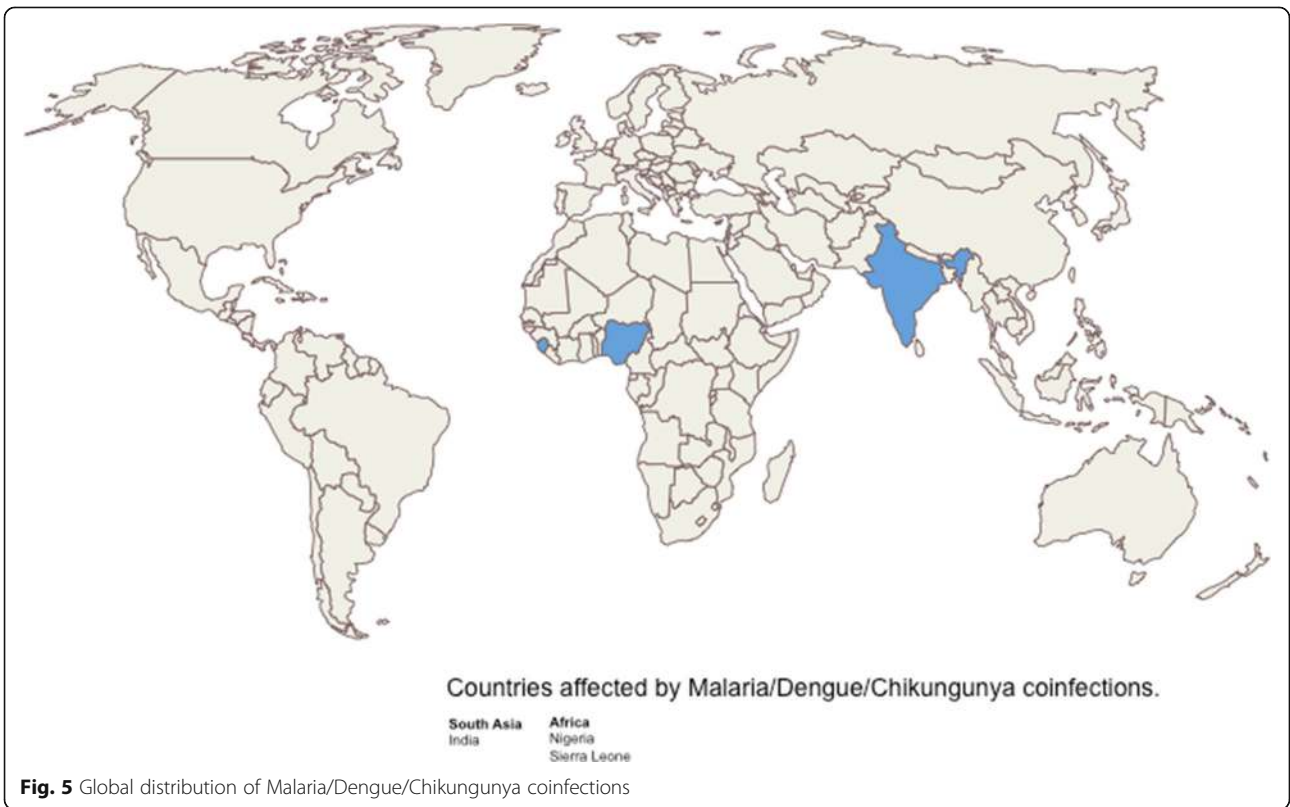 Countries affected by Malaria/Dengue/Chikungunya coinfections.
South Asia
India
Africa
Nigeria
Sierra Leone
Fig. 5 Global distribution of Malaria/Dengue/Chikungunya coinfections